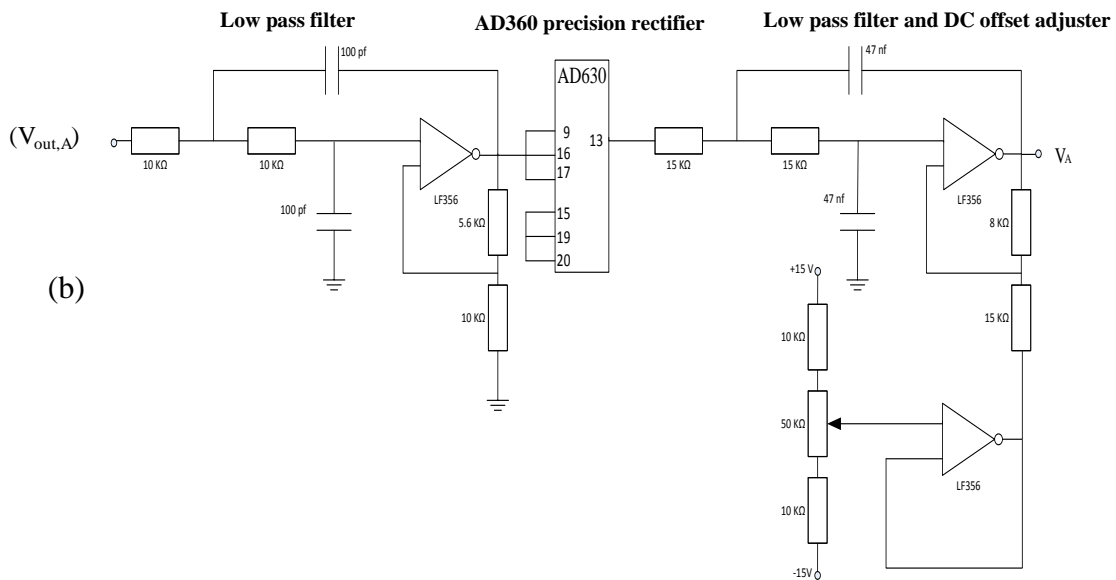 Low pass filter
AD360 precision rectifier
Low pass filter and DC offset adjuster
100 pf
47 nf
AD630
(Vout,A)
10 KΩ
10 KΩ
LF356
9
16
17
13
15 KΩ
15 KΩ
LF356
VA
100 pf
5.6 KΩ
15
19
20
47 nf
8 KΩ
(b)
+15 V
10 KΩ
15 KΩ
10 KΩ
50 KΩ
LF356
10 KΩ
-15V